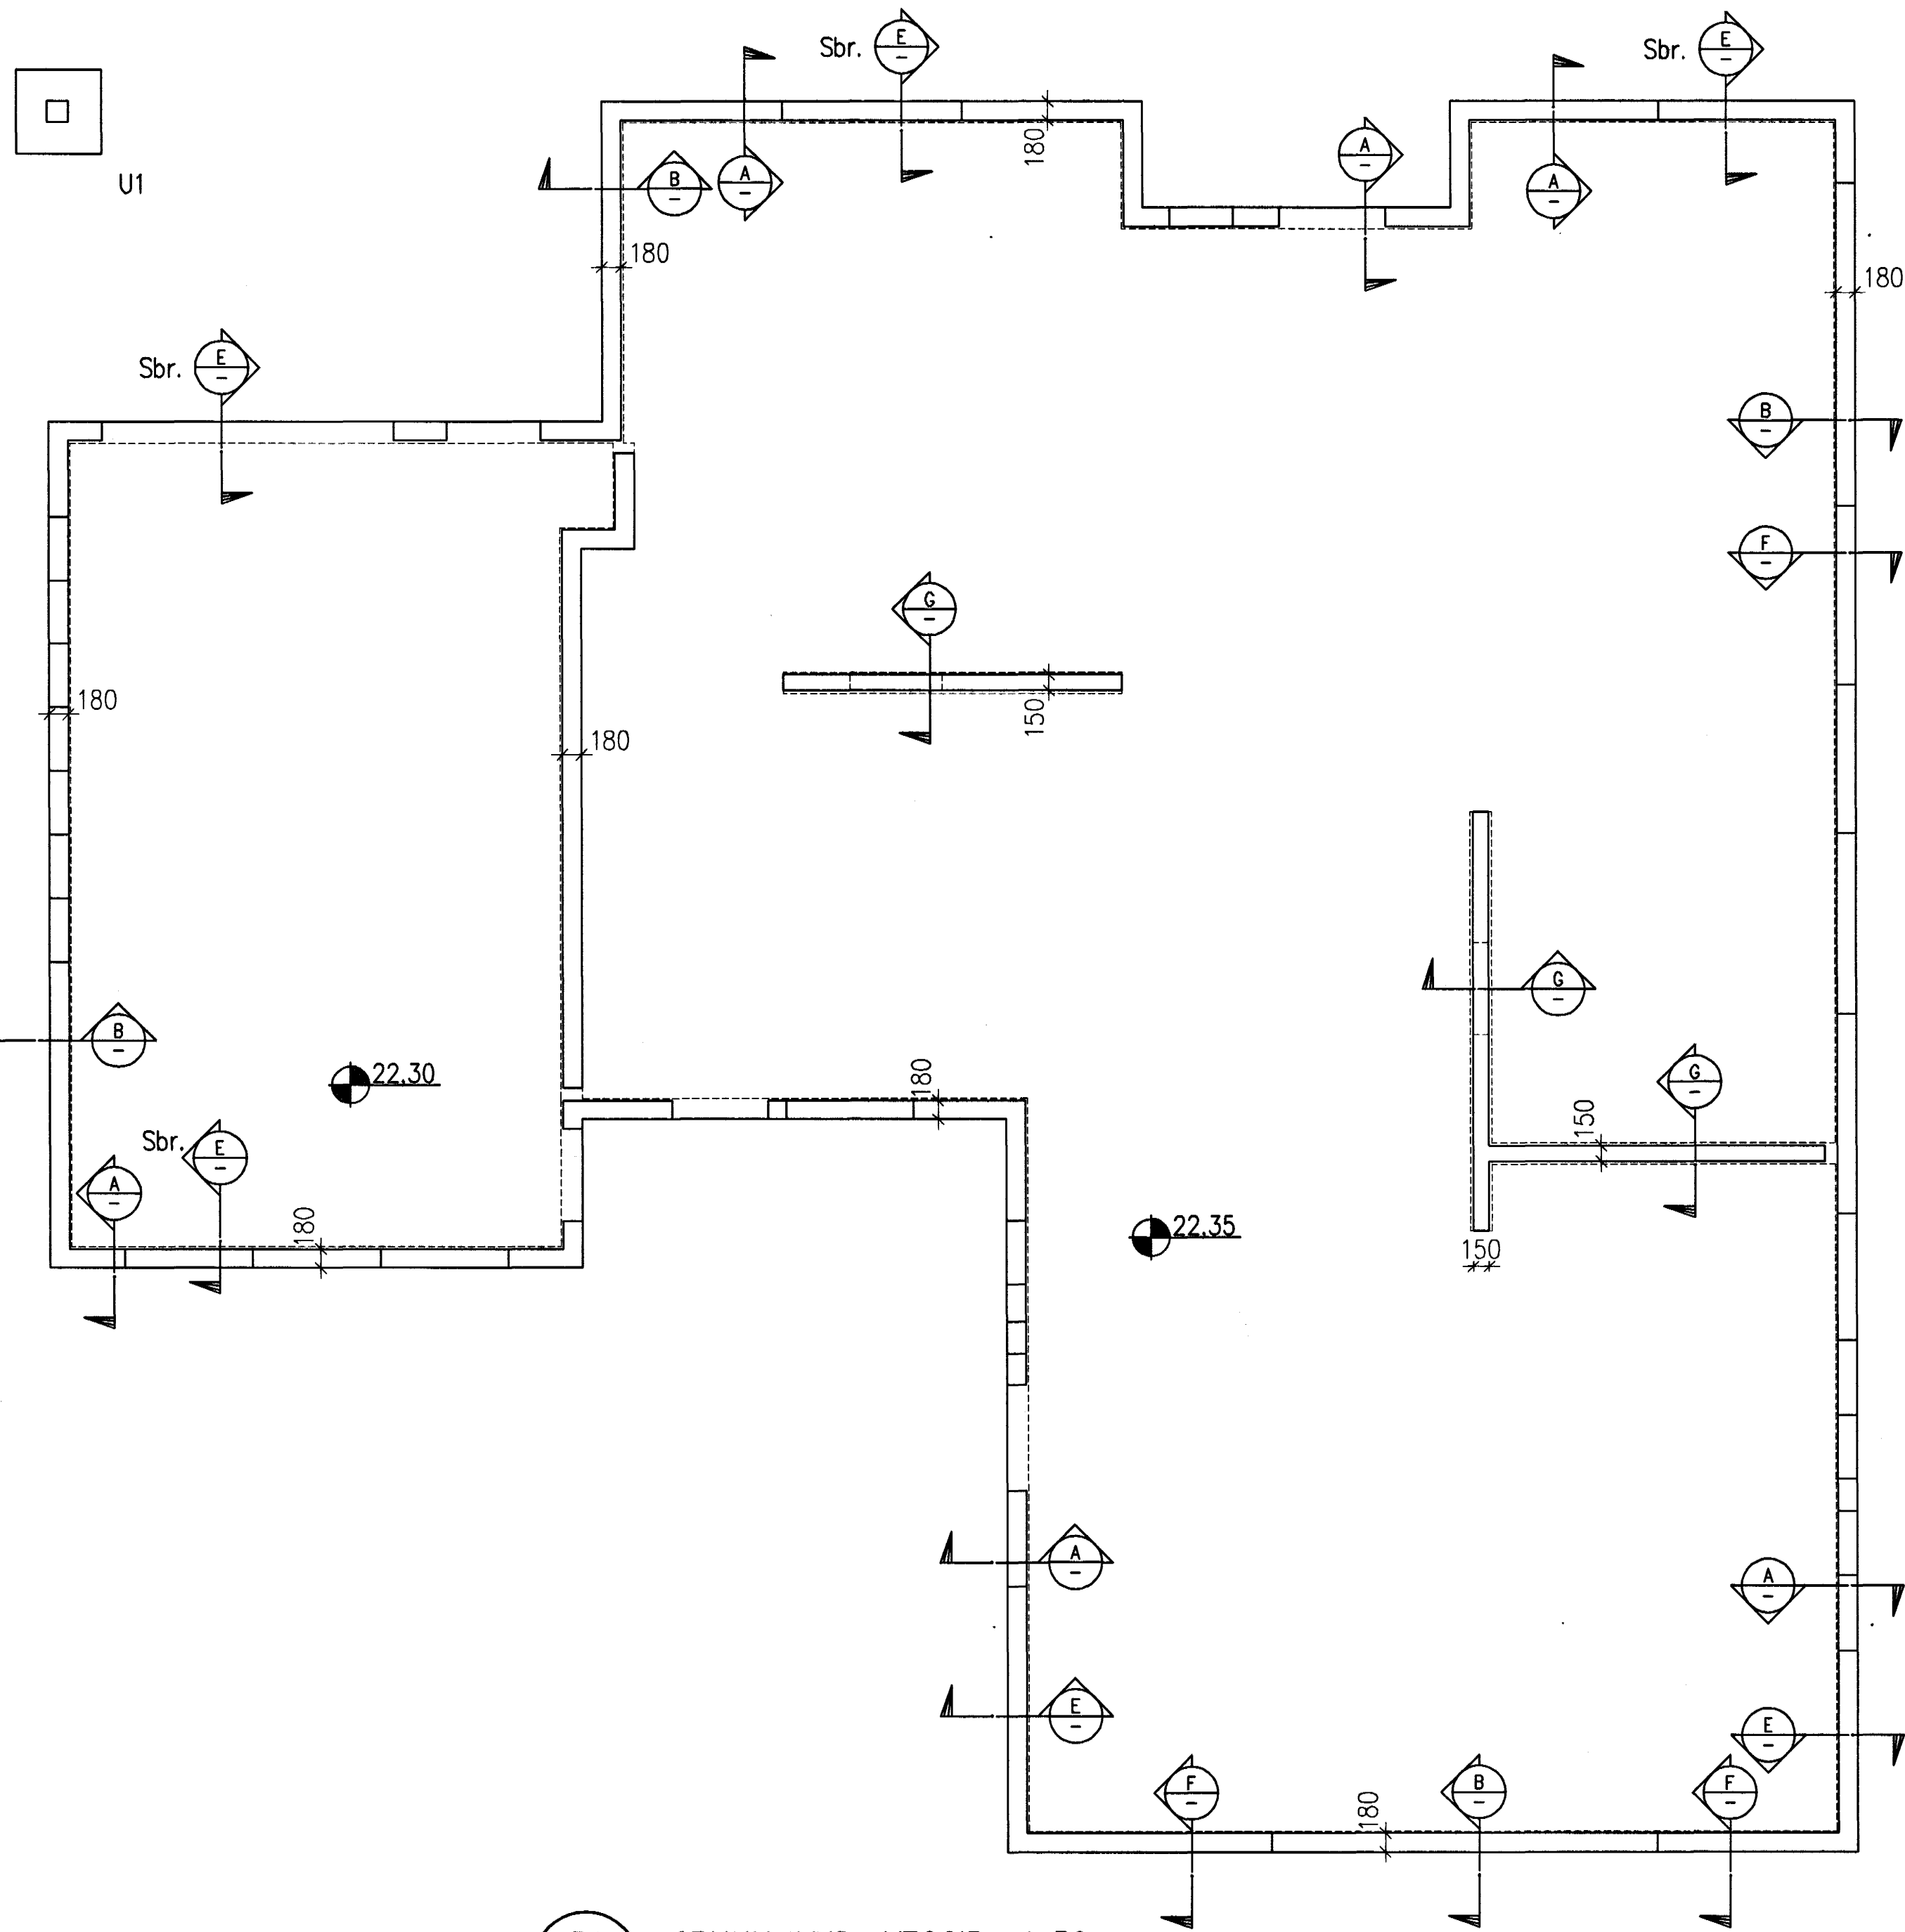 Sbr. E –
Sbr. E –
U1
A –
B –
A –
A –
180
180
180
Sbr. E –
B –
F –
G –
180
150
180
G –
B –
22.30
180
G –
150
Sbr. E –
A –
180
22.35
150
A –
A –
E –
E –
F –
B –
F –
180